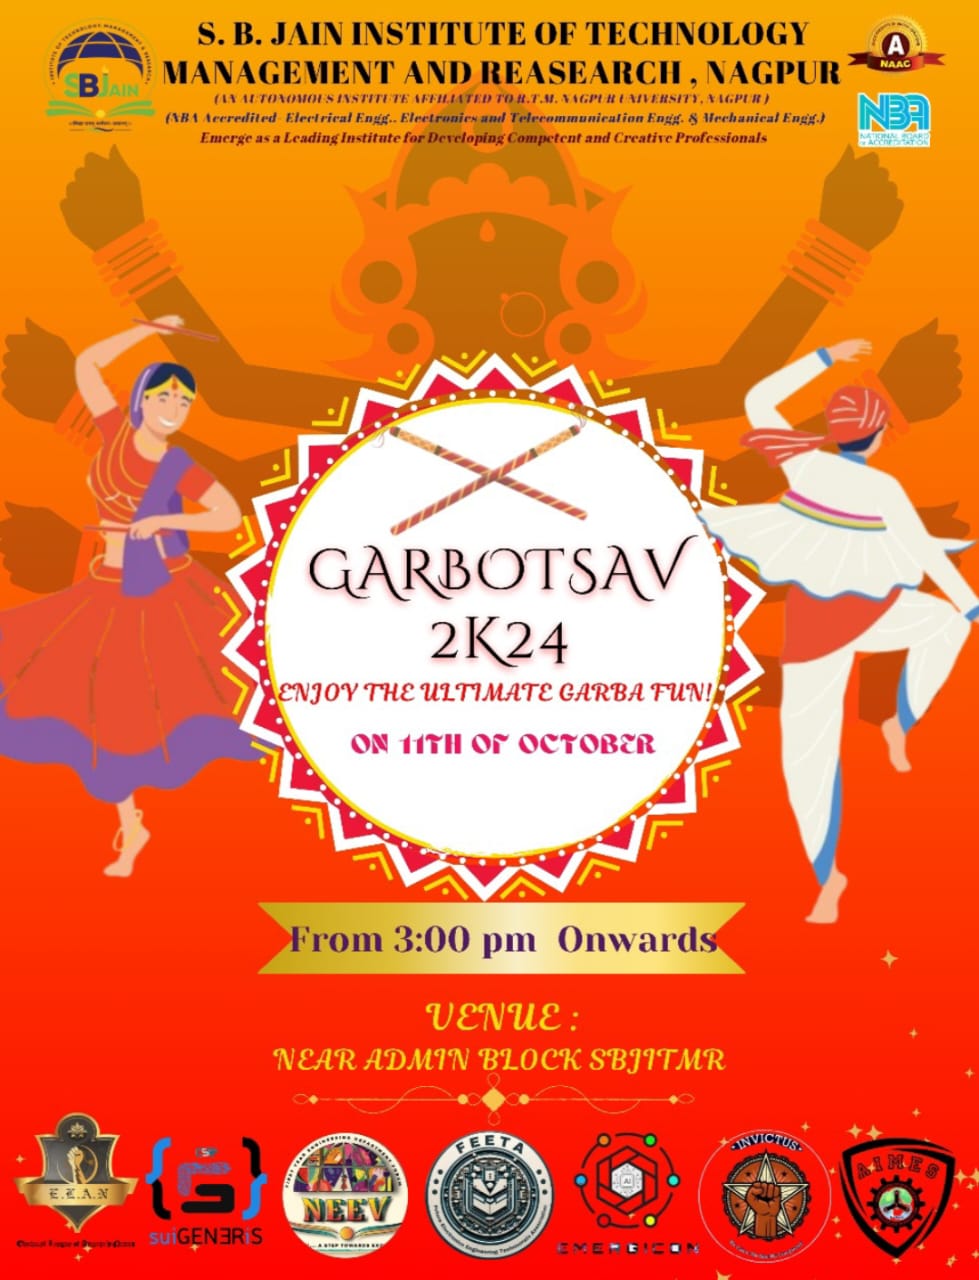 S. B. JAIN INSTITUTE OF TECHNOLOGY
MANAGEMENT AND REASEARCH , NAGPUR
(AN AUTONOMOUS INSTITUTE AFFILIATED TO R.T.M. NAGPUR UNIVERSITY, NAGPUR )
(NBA Accredited- Electrical Engg.. Electronics and Telecommunication Engg. & Mechanical Engg.)
Emerge as a Leading Institute for Developing Competent and Creative Professionals
SBJAIN
A
NAAC
NBA
NATIONAL BOARD
OF ACCREDITATION
GARBOTSAV
2K24
ENJOY THE ULTIMATE GARBA FUN!
ON 11TH OF OCTOBER
From 3:00 pm Onwards
VENUE :
NEAR ADMIN BLOCK SBJITMR
E.L.A.N
suiGENERiS
NEEV
FEETA
AI
EMERGICON
INVICTUS
AIMES